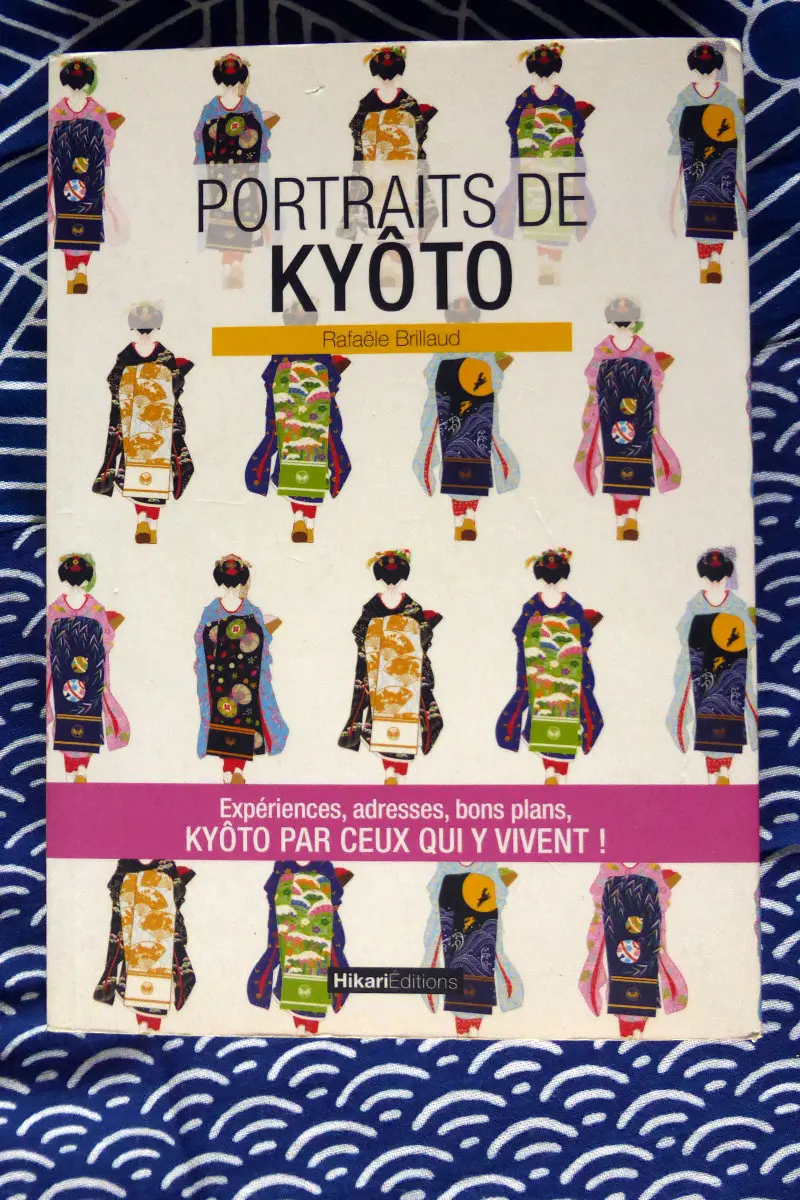 PORTRAITS DE
KYÔTO
Rafaële Brillaud
Expériences, adresses, bons plans,
KYÔTO PAR CEUX QUI Y VIVENT !
HikariÉditions